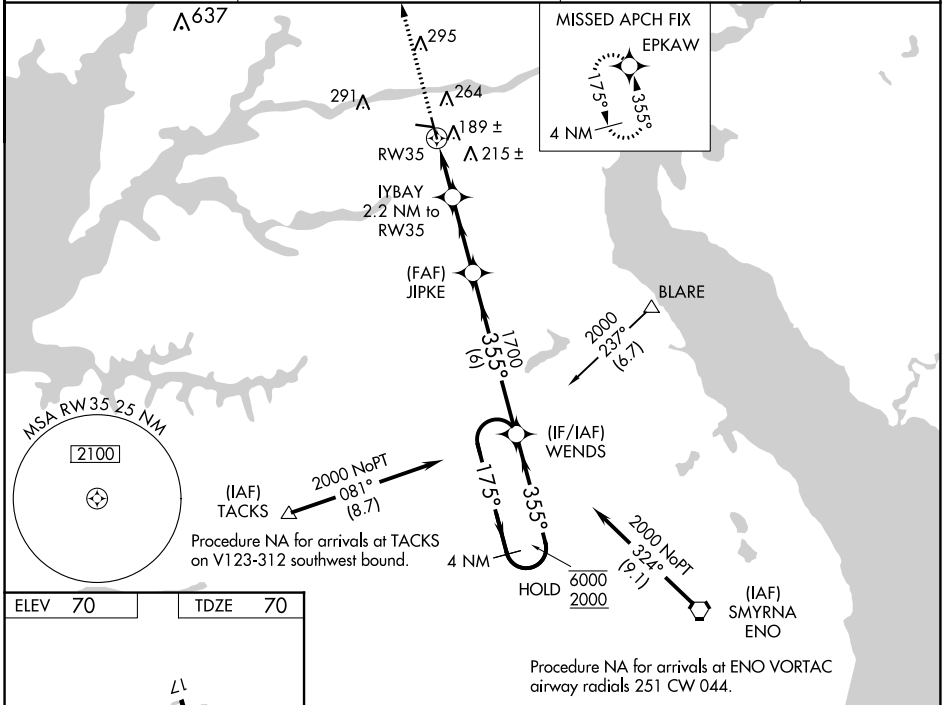 637
295
291
264
189 ±
215 ±
RW35
MISSED APCH FIX
EPKAW
175°
355°
4 NM
IYBAY
2.2 NM to
RW35
(FAF)
JIPKE
BLARE
2000
237°
(6.7)
1700
355°
(6)
MSA RW35 25 NM
2100
(IF/IAF)
WENDS
(IAF)
TACKS
2000 NoPT
081°
(8.7)
175°
355°
Procedure NA for arrivals at TACKS
on V123-312 southwest bound.
4 NM
HOLD
6000
2000
2000 NoPT
324°
(9.1)
(IAF)
SMYRNA
ENO
ELEV 70
TDZE 70
Procedure NA for arrivals at ENO VORTAC
airway radials 251 CW 044.
17